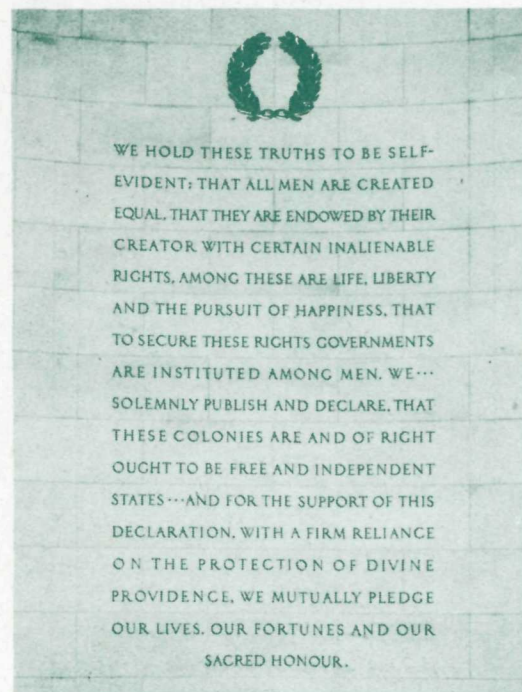 WE HOLD THESE TRUTHS TO BE SELF-
EVIDENT: THAT ALL MEN ARE CREATED
EQUAL, THAT THEY ARE ENDOWED BY THEIR
CREATOR WITH CERTAIN INALIENABLE
RIGHTS, AMONG THESE ARE LIFE, LIBERTY
AND THE PURSUIT OF HAPPINESS, THAT
TO SECURE THESE RIGHTS GOVERNMENTS
ARE INSTITUTED AMONG MEN. WE···
SOLEMNLY PUBLISH AND DECLARE, THAT
THESE COLONIES ARE AND OF RIGHT
OUGHT TO BE FREE AND INDEPENDENT
STATES···AND FOR THE SUPPORT OF THIS
DECLARATION, WITH A FIRM RELIANCE
ON THE PROTECTION OF DIVINE
PROVIDENCE, WE MUTUALLY PLEDGE
OUR LIVES, OUR FORTUNES AND OUR
SACRED HONOUR.